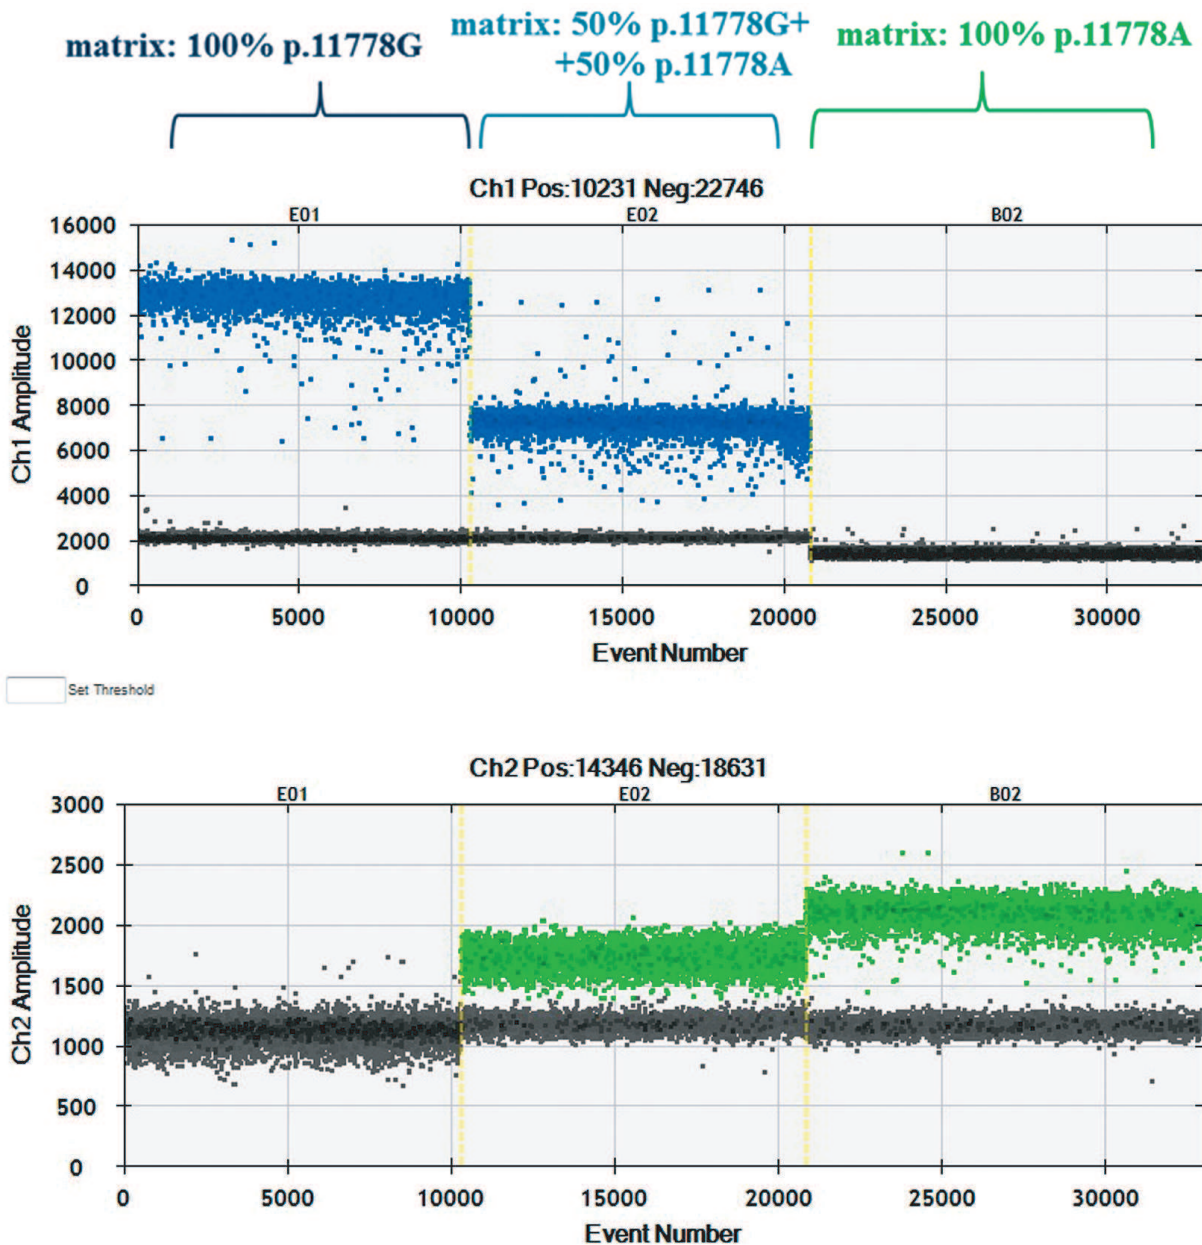 matrix: 100% p.11778G
matrix: 50% p.11778G+
+50% p.11778A
matrix: 100% p.11778A
Ch1 Pos:10231 Neg:22746
E01 E02 B02
16000
14000
12000
10000
8000
6000
4000
2000
0
Ch1 Amplitude
0 5000 10000 15000 20000 25000 30000
Event Number
Set Threshold
Ch2 Pos:14346 Neg:18631
E01 E02 B02
3000
2500
2000
1500
1000
500
0
Ch2 Amplitude
0 5000 10000 15000 20000 25000 30000
Event Number